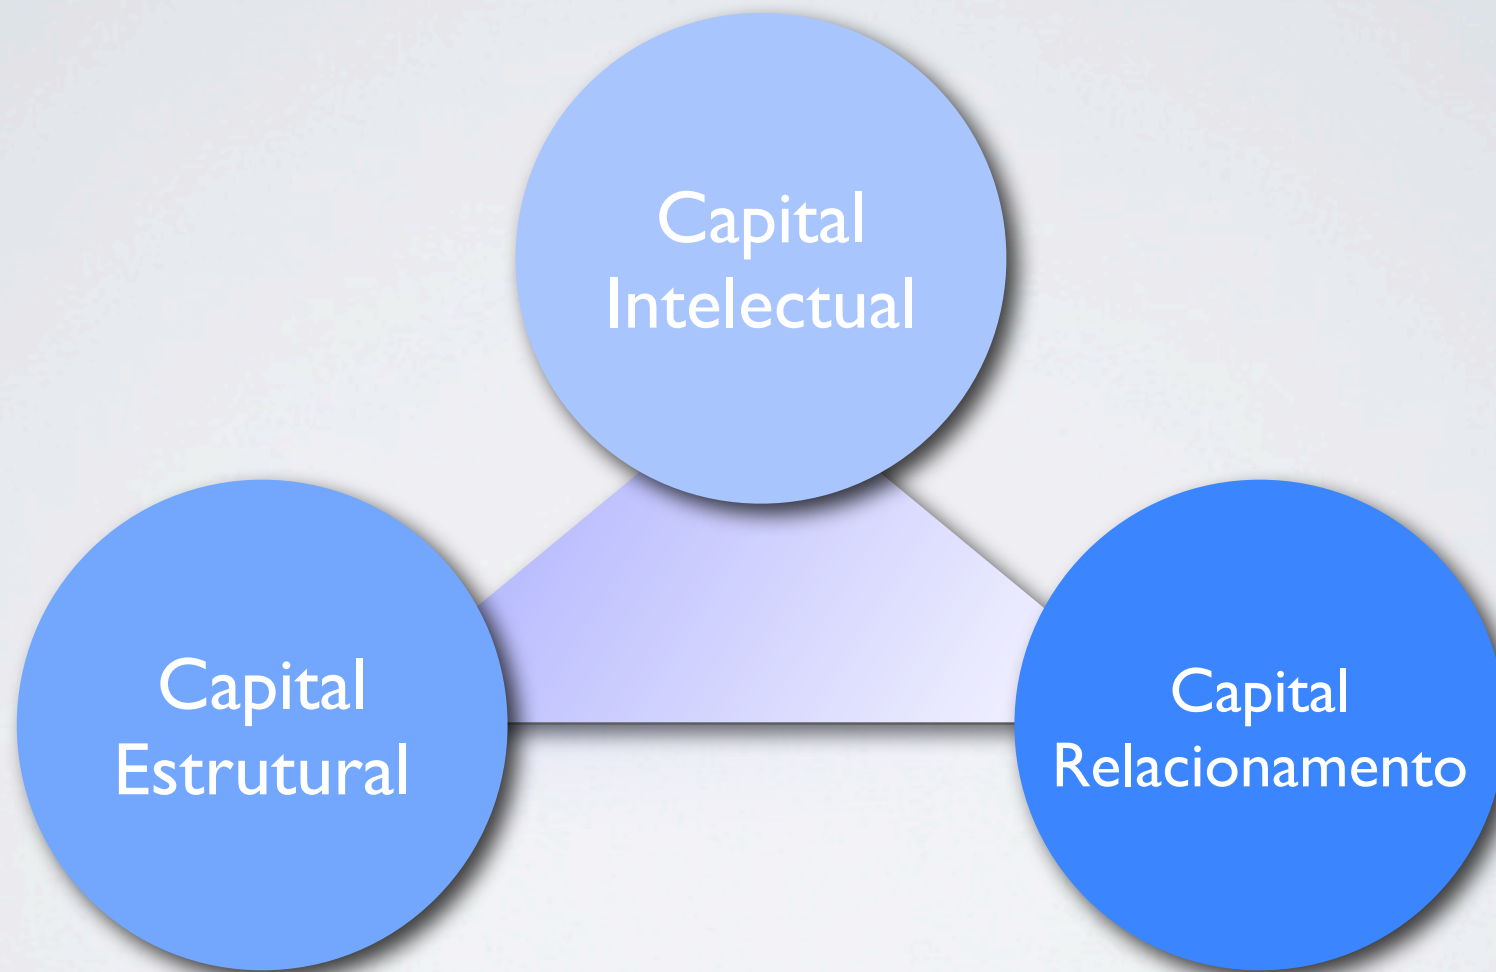 Capital
Intelectual
Capital
Estrutural
Capital
Relacionamento